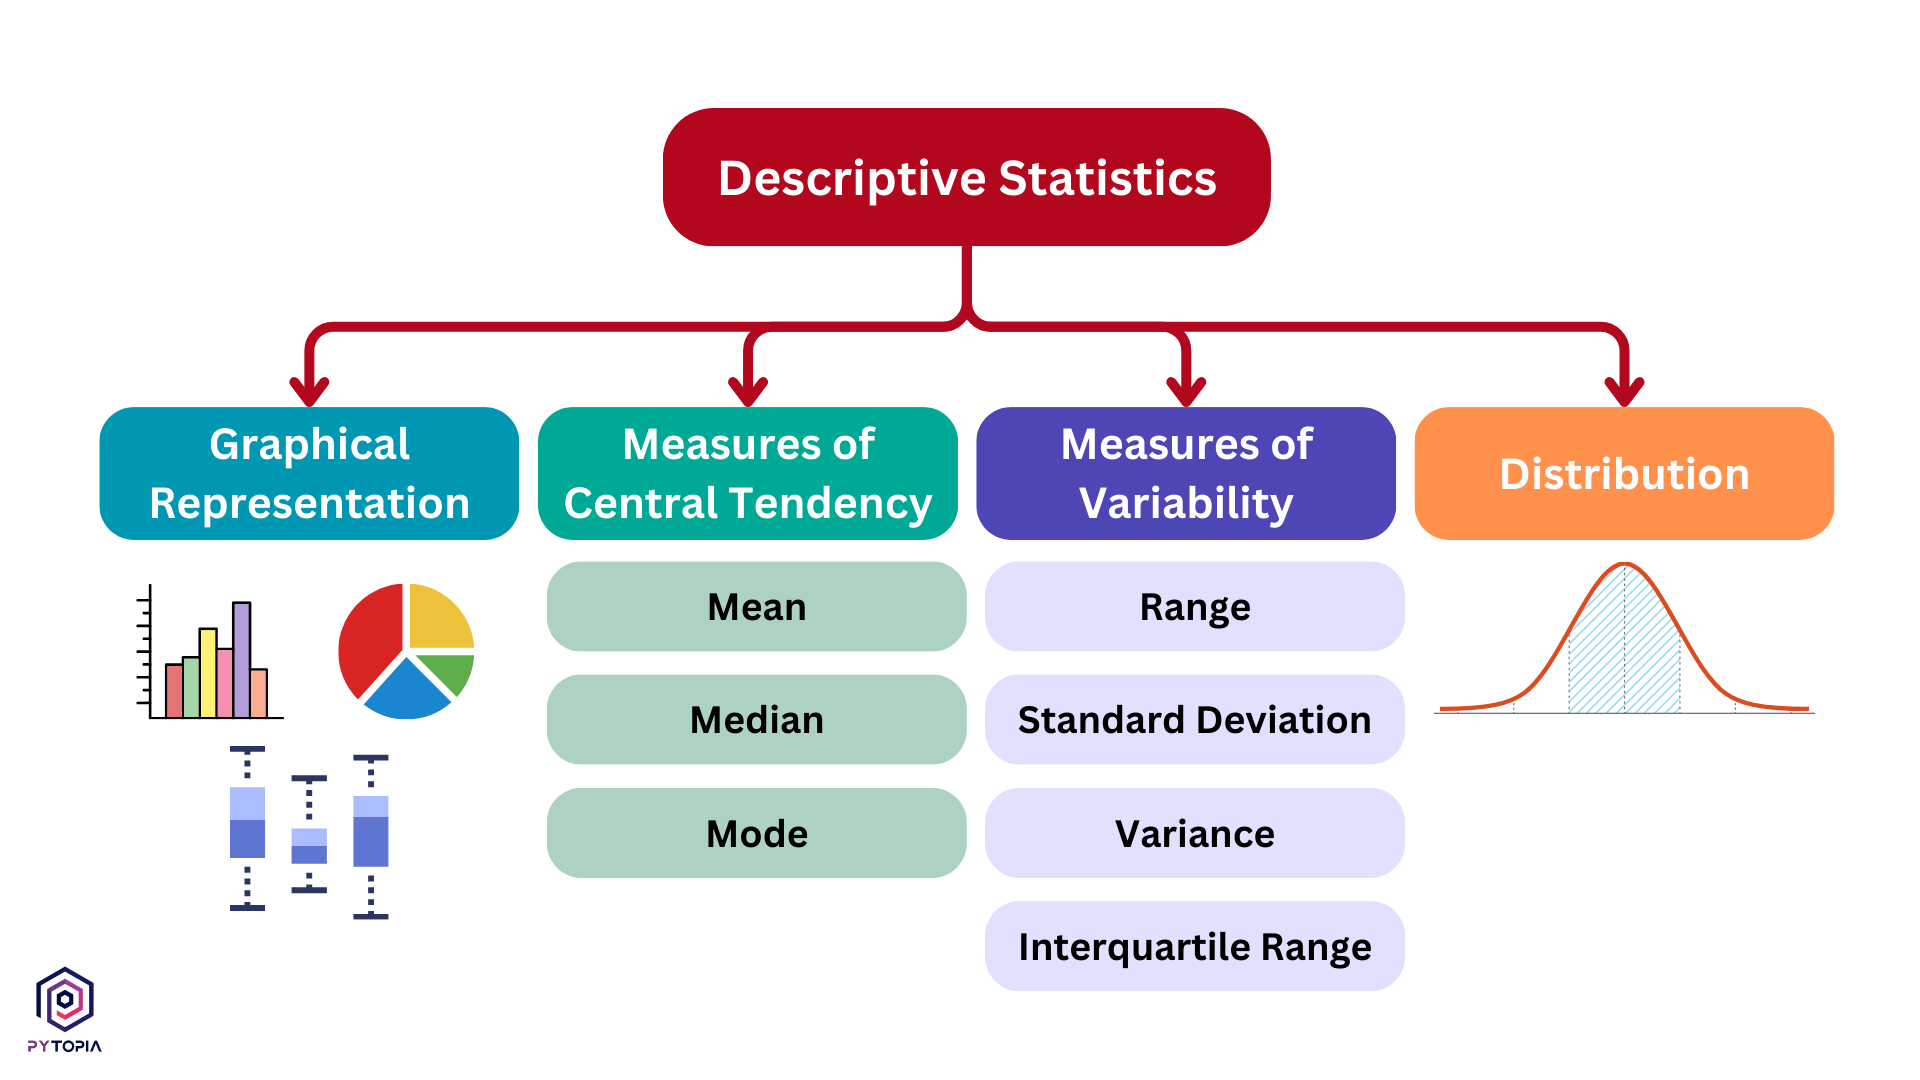 Descriptive Statistics
Graphical
Representation
Measures of
Central Tendency
Measures of
Variability
Distribution
Mean
Median
Mode
Range
Standard Deviation
Variance
Interquartile Range
PYTOPIA